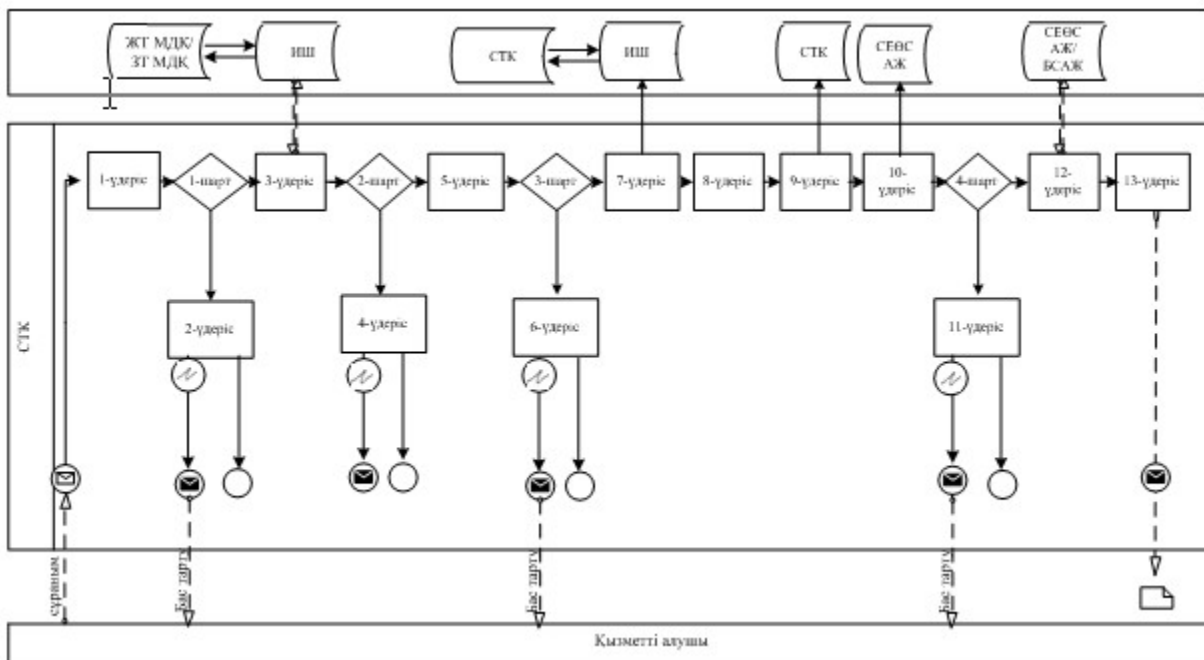 ЖТ МДҚ/
ЗТ МДҚ
ИШ
СТК
ИШ
СТК
СЕӨС
АЖ
СЕӨС
АЖ/
БСАЖ
СТК
1-үдеріс
1-шарт
3-үдеріс
2-шарт
5-үдеріс
3-шарт
7-үдеріс
8-үдеріс
9-үдеріс
10-
үдеріс
4-шарт
12-
үдеріс
13-үдеріс
2-үдеріс
4-үдеріс
6-үдеріс
11-үдеріс
сұраным
Бас тарту
Бас тарту
Бас тарту
Қызметті алушы